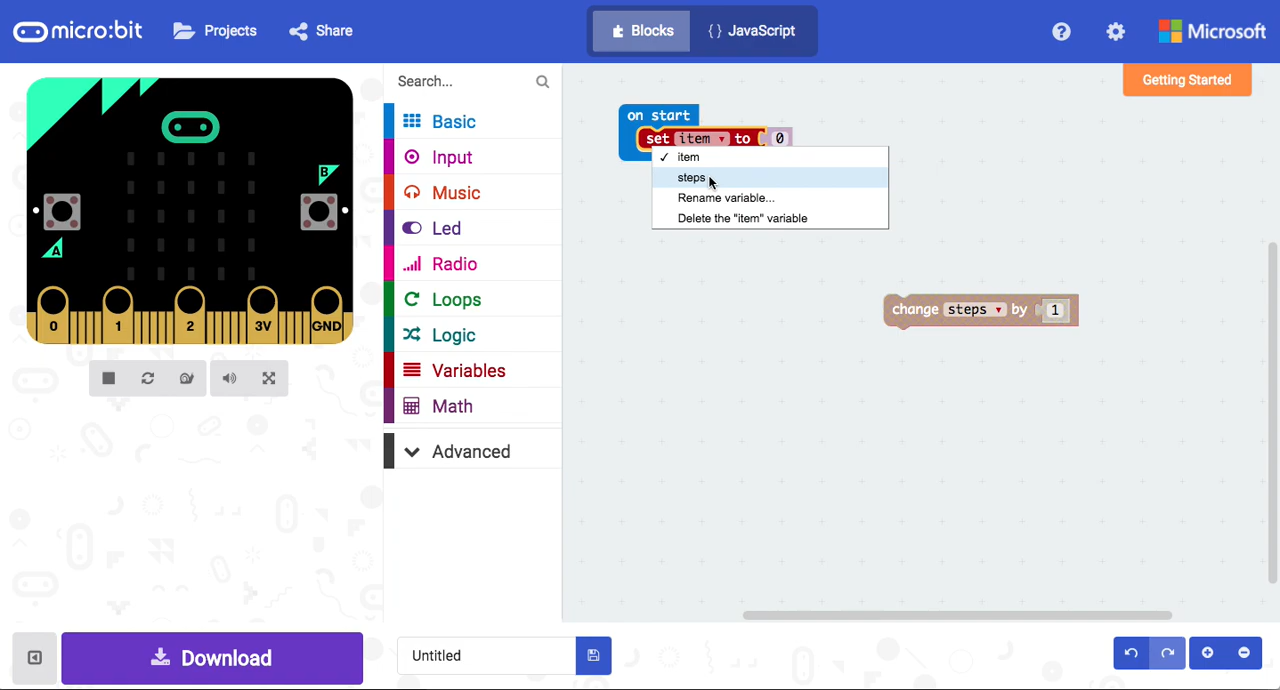 micro:bit
Projects
Share
Blocks
{} JavaScript
?
Microsoft
Getting Started
Search...
Basic
Input
Music
Led
Radio
Loops
Logic
Variables
Math
Advanced
B
A
0 1 2 3V GND
on start
set item to 0
✓ item
steps
Rename variable...
Delete the "item" variable
change steps by 1
Download
Untitled